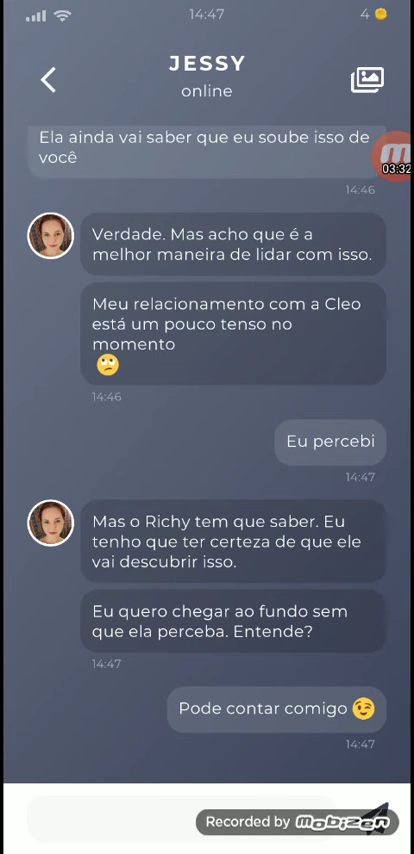 14:47
4
JESSY
online
Ela ainda vai saber que eu soube isso de
você
14:46
03:32
Verdade. Mas acho que é a
melhor maneira de lidar com isso.
Meu relacionamento com a Cleo
está um pouco tenso no
momento
🙄
14:46
Eu percebi
14:47
Mas o Richy tem que saber. Eu
tenho que ter certeza de que ele
vai descubrir isso.
Eu quero chegar ao fundo sem
que ela perceba. Entende?
14:47
Pode contar comigo 😉
14:47
Recorded by mobizen